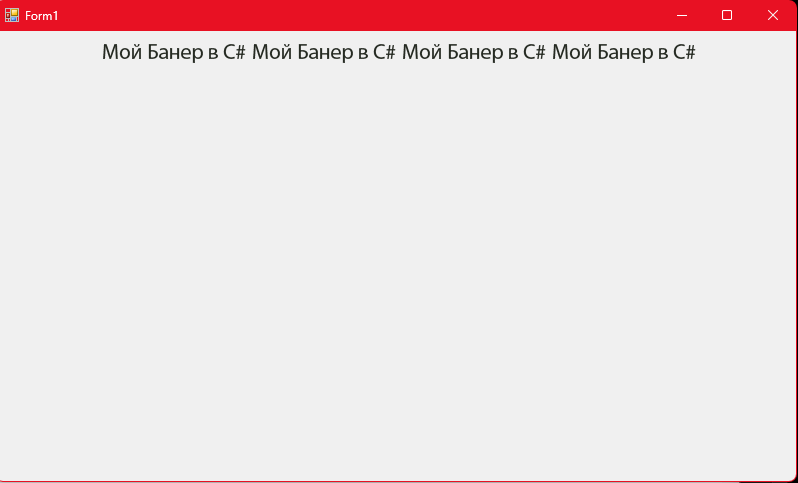 Form1
Мой Банер в C# Мой Банер в C# Мой Банер в C# Мой Банер в C#